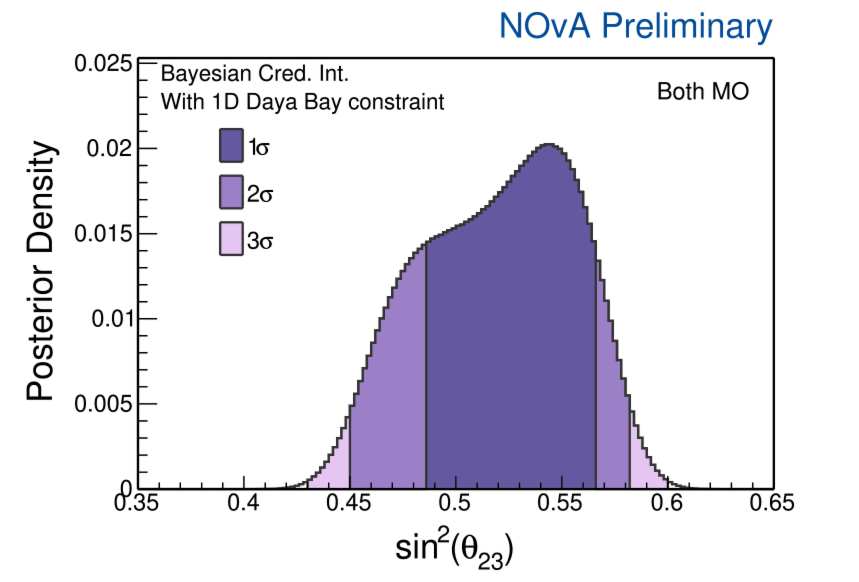 NOνA Preliminary
Bayesian Cred. Int.
With 1D Daya Bay constraint
Both MO
1σ
2σ
3σ
Posterior Density
0.025
0.02
0.015
0.01
0.005
0
0.35 0.4 0.45 0.5 0.55 0.6 0.65
sin²(θ₂₃)